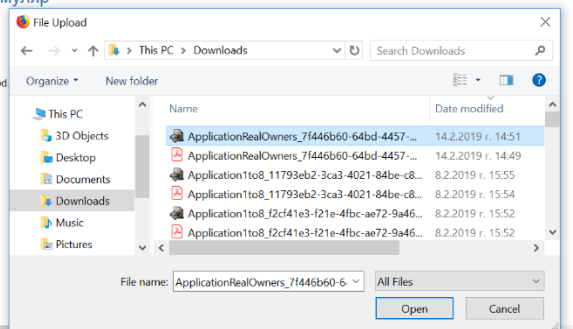 муляр
File Upload
This PC > Downloads
Search Downloads
Organize
New folder
This PC
3D Objects
Desktop
Documents
Downloads
Music
Pictures
Name
Date modified
ApplicationRealOwners_7f446b60-64bd-4457-... 14.2.2019 г. 14:51
ApplicationRealOwners_7f446b60-64bd-4457-... 14.2.2019 г. 14:49
Application1to8_11793eb2-3ca3-4021-84be-c8... 8.2.2019 г. 15:55
Application1to8_11793eb2-3ca3-4021-84be-c8... 8.2.2019 г. 15:54
Application1to8_f2cf41e3-f21e-4fbc-ae72-9a46... 8.2.2019 г. 15:52
Application1to8_f2cf41e3-f21e-4fbc-ae72-9a46... 8.2.2019 г. 15:52
File name: ApplicationRealOwners_7f446b60-6
All Files
Open
Cancel